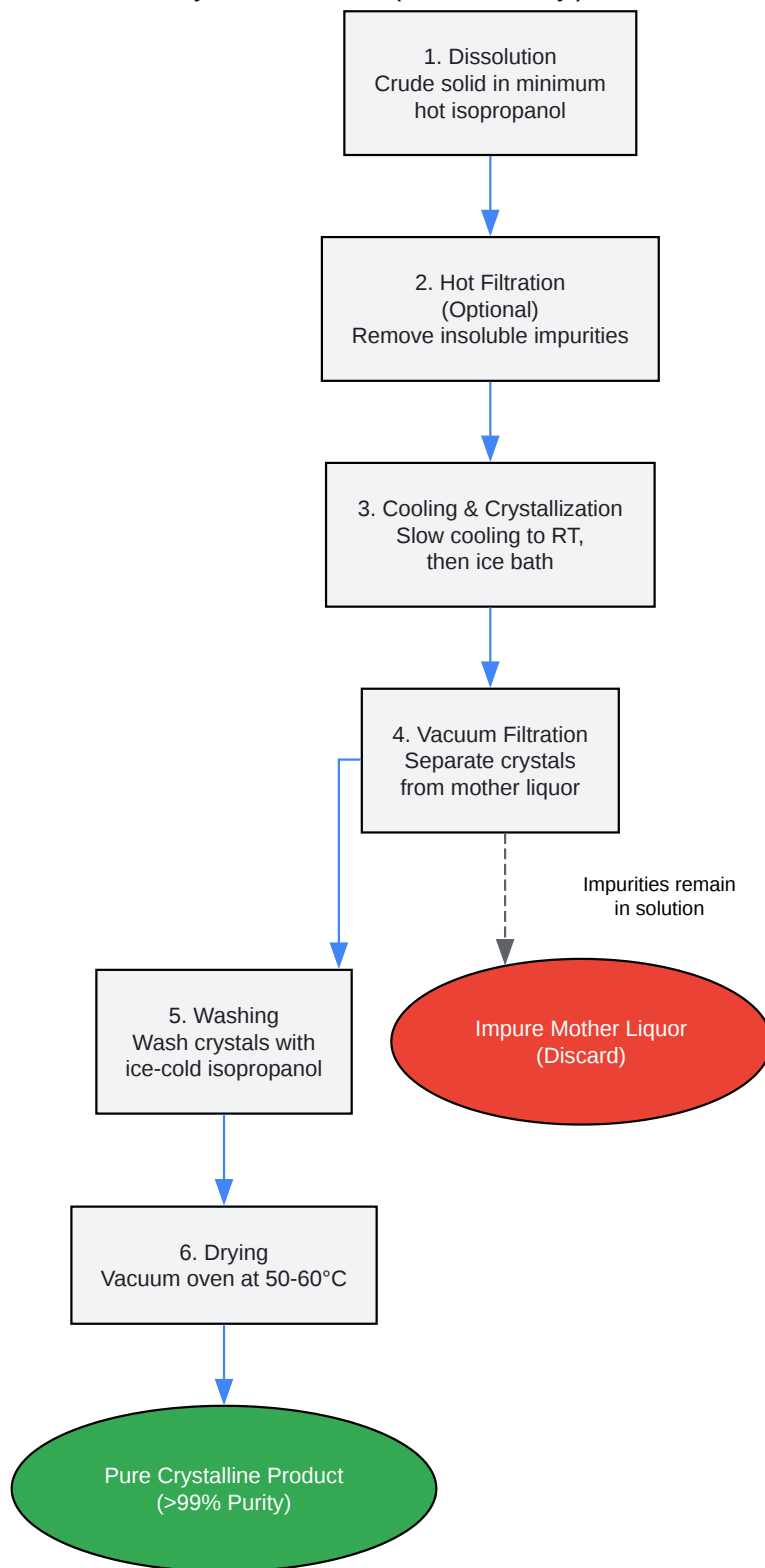 1. Dissolution
Crude solid in minimum
hot isopropanol
2. Hot Filtration
(Optional)
Remove insoluble impurities
3. Cooling & Crystallization
Slow cooling to RT,
then ice bath
4. Vacuum Filtration
Separate crystals
from mother liquor
Impurities remain
in solution
5. Washing
Wash crystals with
ice-cold isopropanol
Impure Mother Liquor
(Discard)
6. Drying
Vacuum oven at 50-60°C
Pure Crystalline Product
(>99% Purity)